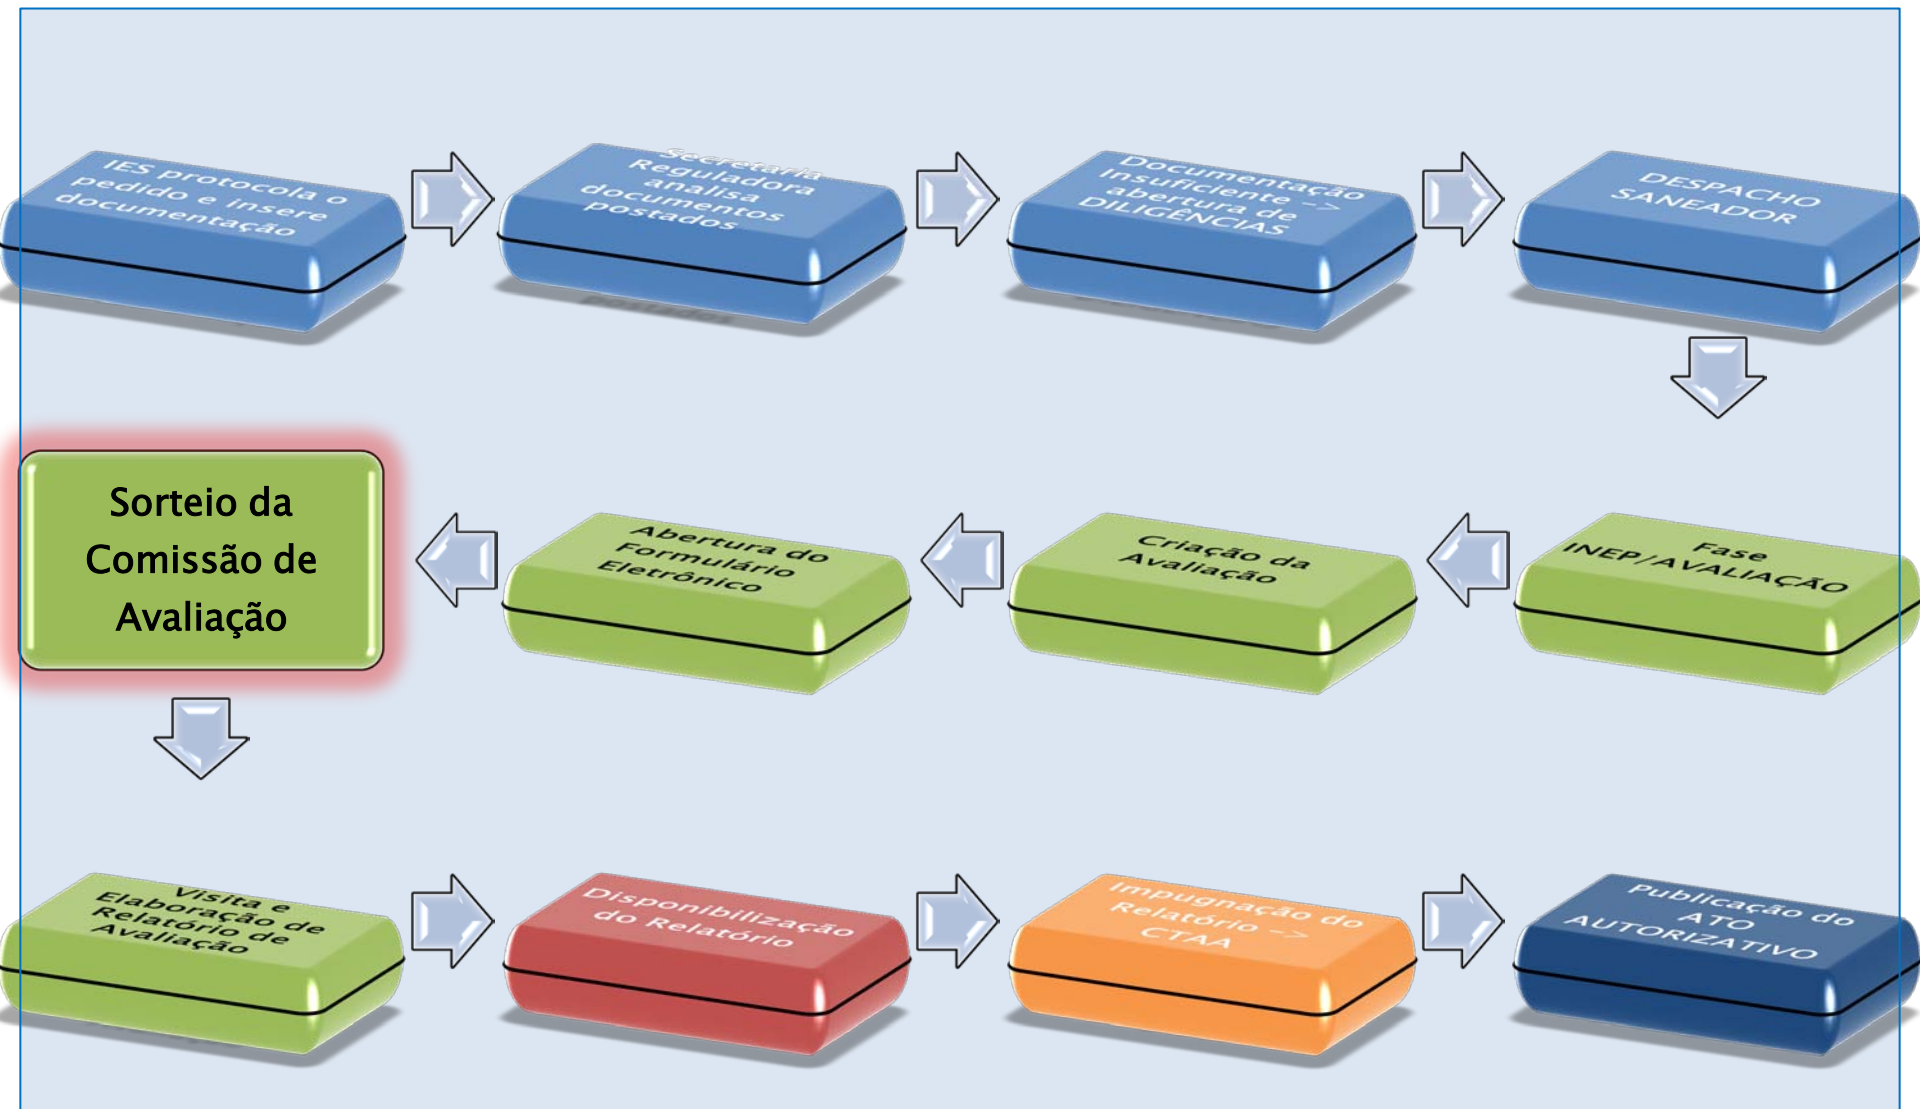 IES protocola o
pedido e insere
documentação
Secretaria
Reguladora
analisa
documentos
postados
Documentação
Insuficiente ->
abertura de
DILIGÊNCIAS
DESPACHO
SANEADOR
Fase
INEP/AVALIAÇÃO
Criação da
Avaliação
Abertura do
Formulário
Eletrônico
Sorteio da
Comissão de
Avaliação
Visita e
Elaboração de
Relatório de
Avaliação
Disponibilização
do Relatório
Impugnação do
Relatório ->
CTAA
Publicação do
ATO
AUTORIZATIVO